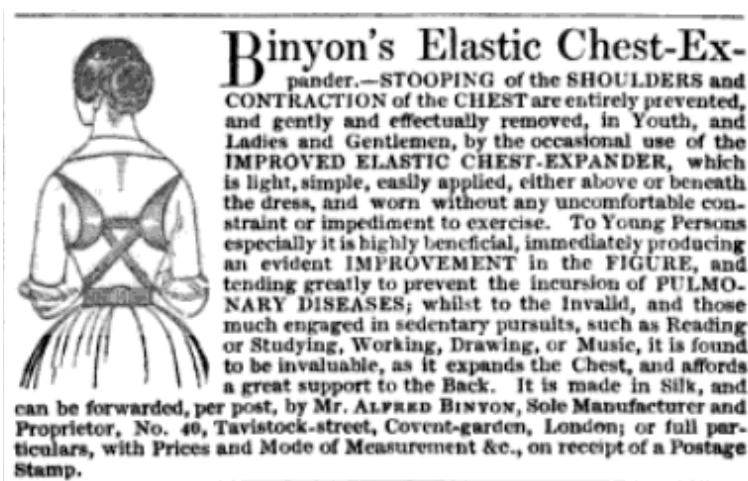 Binyon's Elastic Chest-Ex-
pander.—STOOPING of the SHOULDERS and
CONTRACTION of the CHEST are entirely prevented,
and gently and effectually removed, in Youth, and
Ladies and Gentlemen, by the occasional use of the
IMPROVED ELASTIC CHEST-EXPANDER, which
is light, simple, easily applied, either above or beneath
the dress, and worn without any uncomfortable con-
straint or impediment to exercise. To Young Persons
especially it is highly beneficial, immediately producing
an evident IMPROVEMENT in the FIGURE, and
tending greatly to prevent the incursion of PULMO-
NARY DISEASES; whilst to the Invalid, and those
much engaged in sedentary pursuits, such as Reading
or Studying, Working, Drawing, or Music, it is found
to be invaluable, as it expands the Chest, and affords
a great support to the Back. It is made in Silk, and
can be forwarded, per post, by Mr. ALFRED BINYON, Sole Manufacturer and
Proprietor, No. 40, Tavistock-street, Covent-garden, London; or full par-
ticulars, with Prices and Mode of Measurement &c., on receipt of a Postage
Stamp.